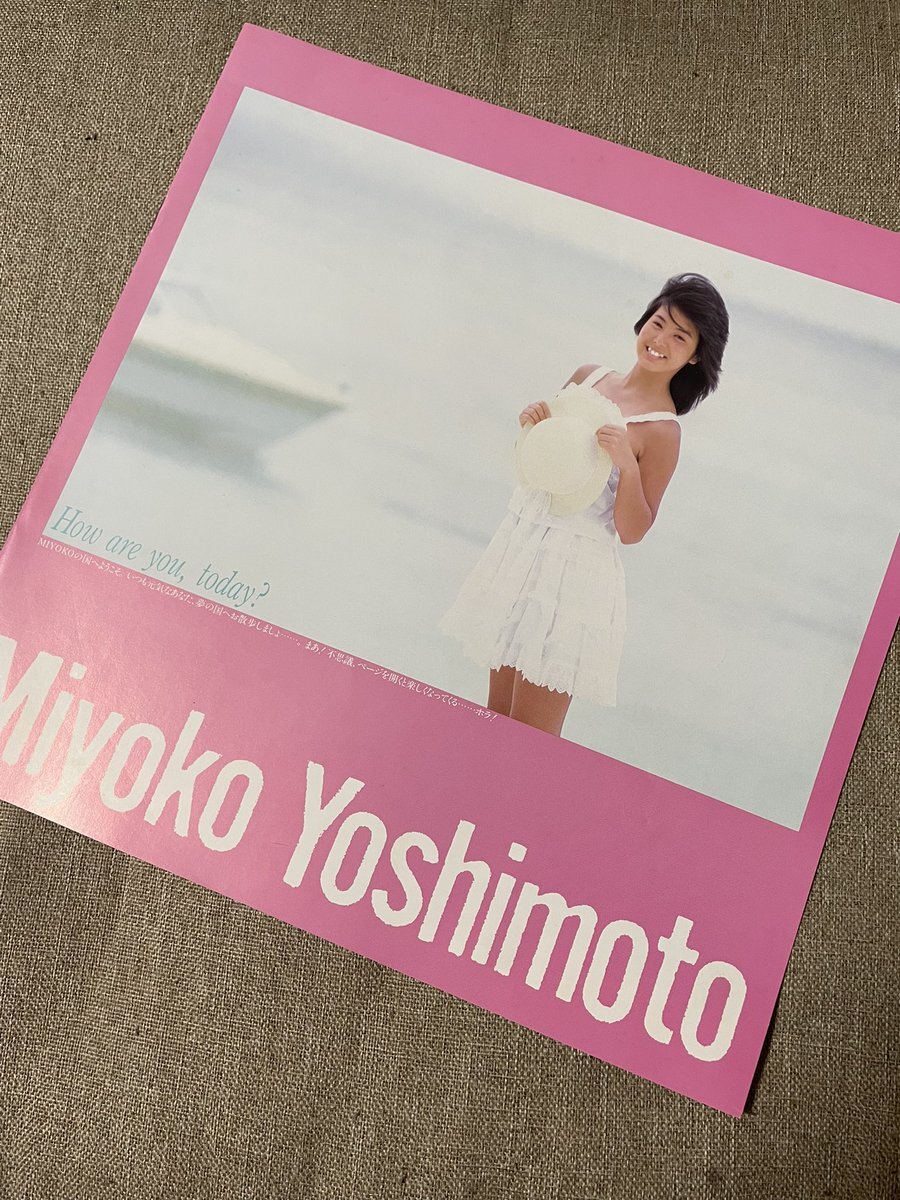 How are you, today?
MIYOKOの国へようこそ。いつも元気なあなた、夢の国へお散歩しましょ……。まあ!不思議、ページを開くと楽しくなってくる……ホラ!
Miyoko Yoshimoto